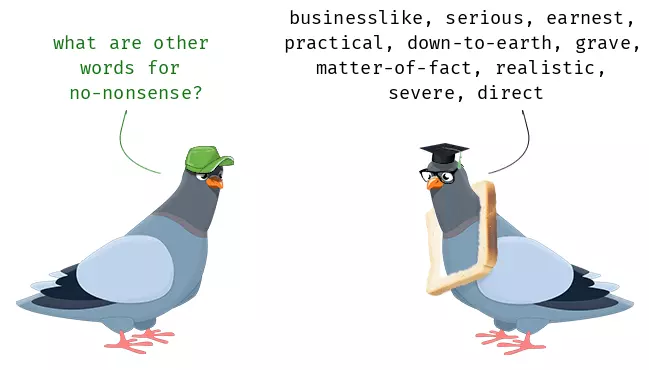 what are other
words for
no-nonsense?
businesslike, serious, earnest,
practical, down-to-earth, grave,
matter-of-fact, realistic,
severe, direct